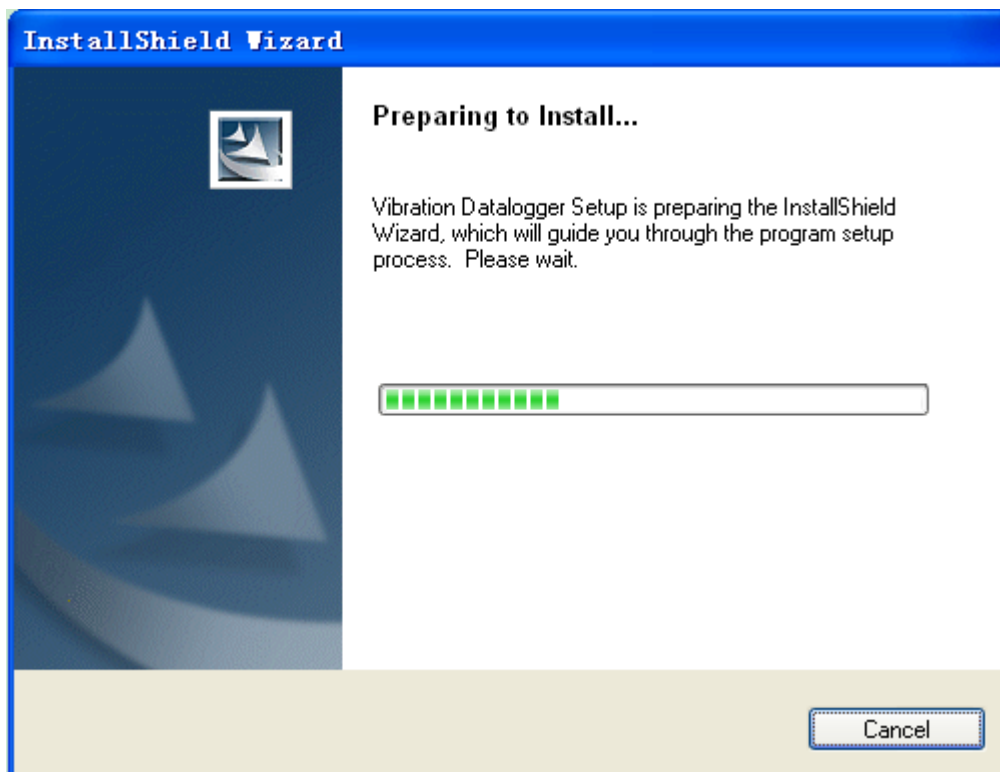 InstallShield Wizard
Preparing to Install...
Vibration Datalogger Setup is preparing the InstallShield
Wizard, which will guide you through the program setup
process.  Please wait.
Cancel